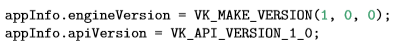 appInfo.engineVersion = VK_MAKE_VERSION(1, 0, 0);
appInfo.apiVersion = VK_API_VERSION_1_0;